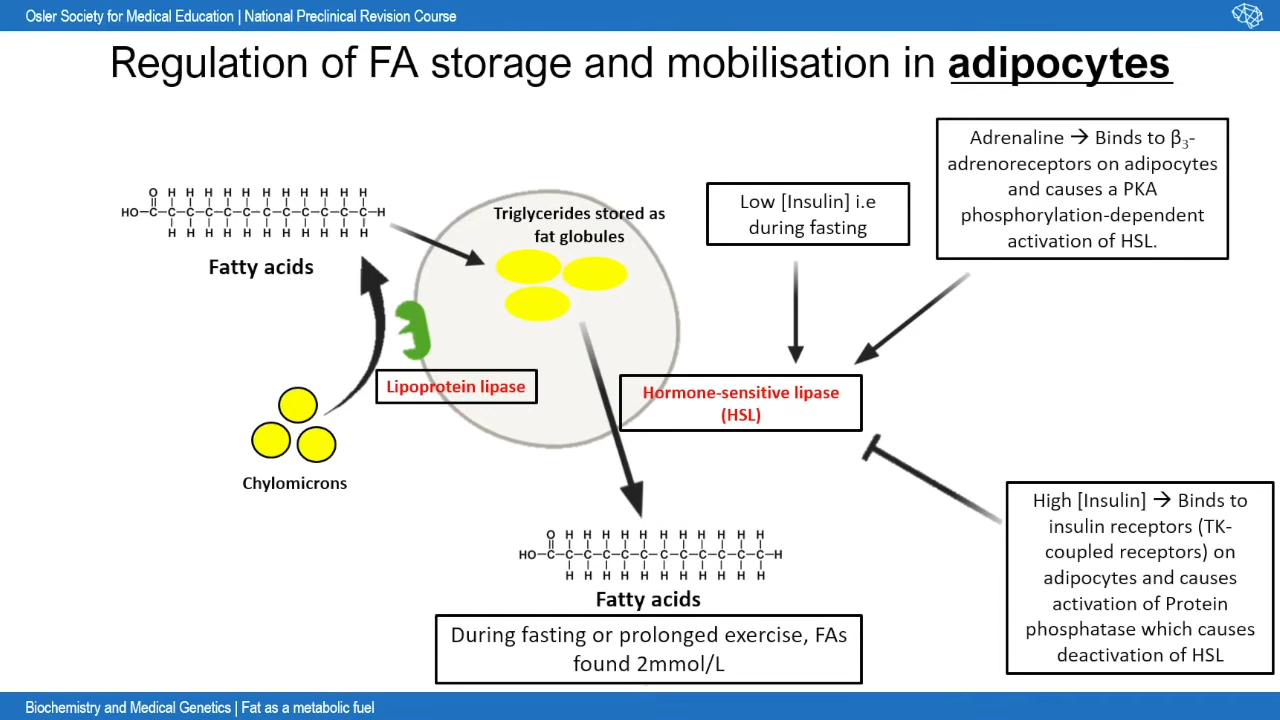 Osler Society for Medical Education | National Preclinical Revision Course
Regulation of FA storage and mobilisation in adipocytes
O H H H H H H H H H H H
HO-C-C-C-C-C-C-C-C-C-C-C-C-H
H H H H H H H H H H H
Fatty acids
Triglycerides stored as
fat globules
Low [Insulin] i.e
during fasting
Adrenaline → Binds to β₃-
adrenoreceptors on adipocytes
and causes a PKA
phosphorylation-dependent
activation of HSL.
Lipoprotein lipase
Hormone-sensitive lipase
(HSL)
Chylomicrons
High [Insulin] → Binds to
insulin receptors (TK-
coupled receptors) on
adipocytes and causes
activation of Protein
phosphatase which causes
deactivation of HSL
O H H H H H H H H H H H
HO-C-C-C-C-C-C-C-C-C-C-C-C-H
H H H H H H H H H H H
Fatty acids
During fasting or prolonged exercise, FAs
found 2mmol/L
Biochemistry and Medical Genetics | Fat as a metabolic fuel